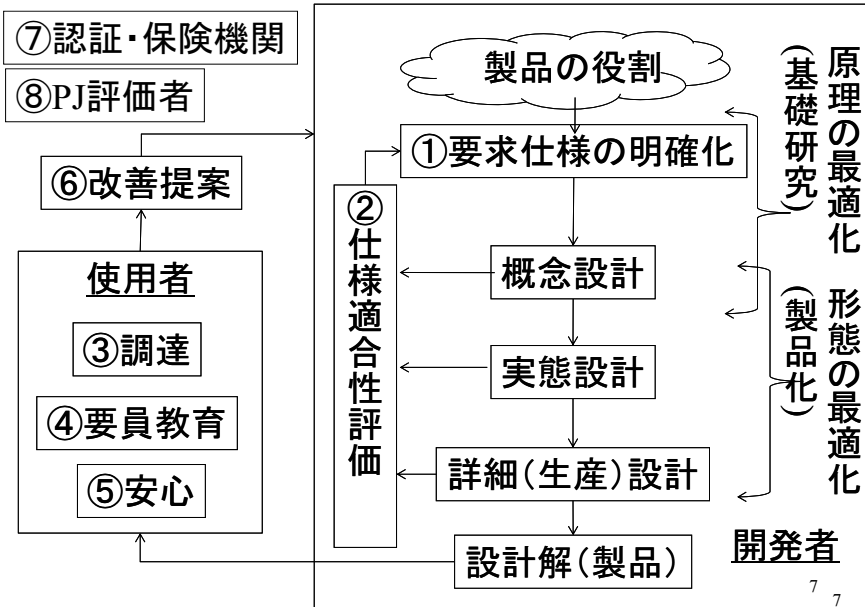 ⑦認証・保険機関
⑧PJ評価者
⑥改善提案
使用者
③調達
④要員教育
⑤安心
製品の役割
①要求仕様の明確化
②仕様適合性評価
概念設計
実態設計
詳細(生産)設計
設計解(製品)
原理の最適化
(基礎研究)
形態の最適化
(製品化)
開発者
7
7